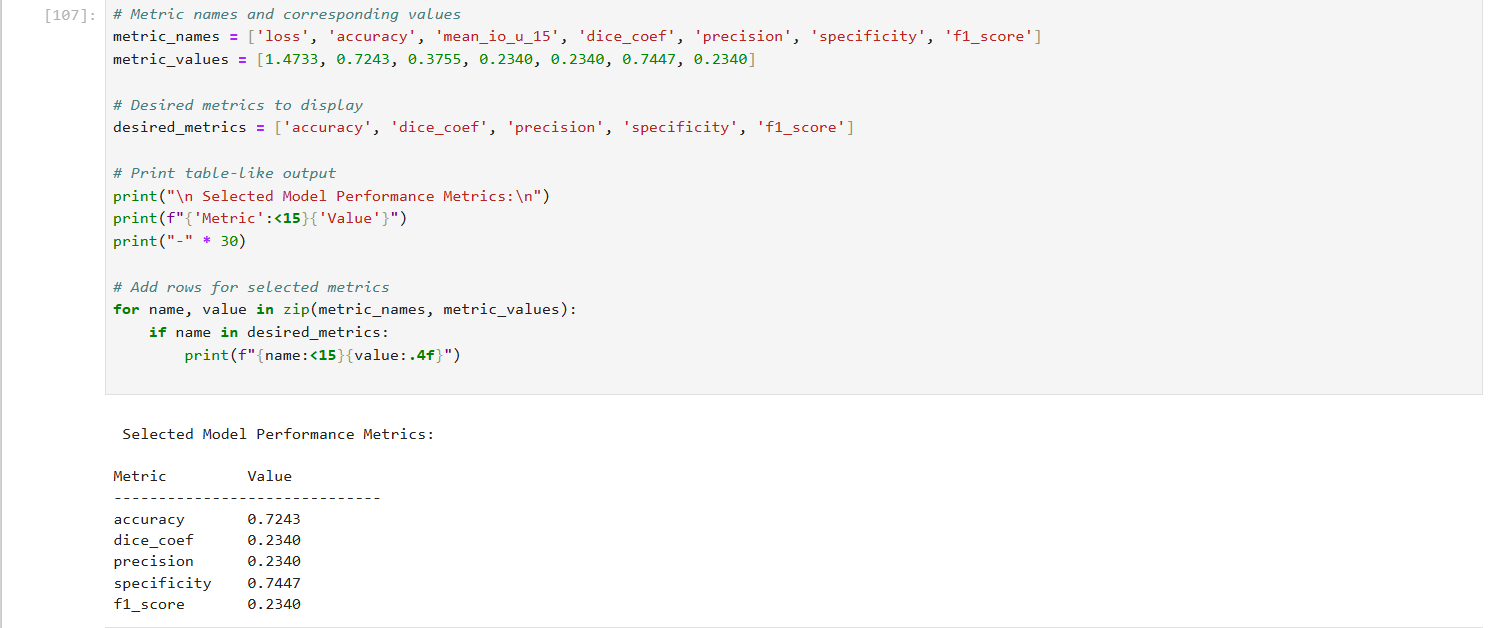 [107]: # Metric names and corresponding values
metric_names = ['loss', 'accuracy', 'mean_io_u_15', 'dice_coef', 'precision', 'specificity', 'f1_score']
metric_values = [1.4733, 0.7243, 0.3755, 0.2340, 0.2340, 0.7447, 0.2340]
# Desired metrics to display
desired_metrics = ['accuracy', 'dice_coef', 'precision', 'specificity', 'f1_score']
# Print table-like output
print("\n Selected Model Performance Metrics:\n")
print(f"{'Metric':<15}{'Value'}")
print("-" * 30)
# Add rows for selected metrics
for name, value in zip(metric_names, metric_values):
    if name in desired_metrics:
        print(f"{name:<15}{value:.4f}")
Selected Model Performance Metrics:
Metric         Value
------------------------------
accuracy       0.7243
dice_coef      0.2340
precision      0.2340
specificity    0.7447
f1_score       0.2340